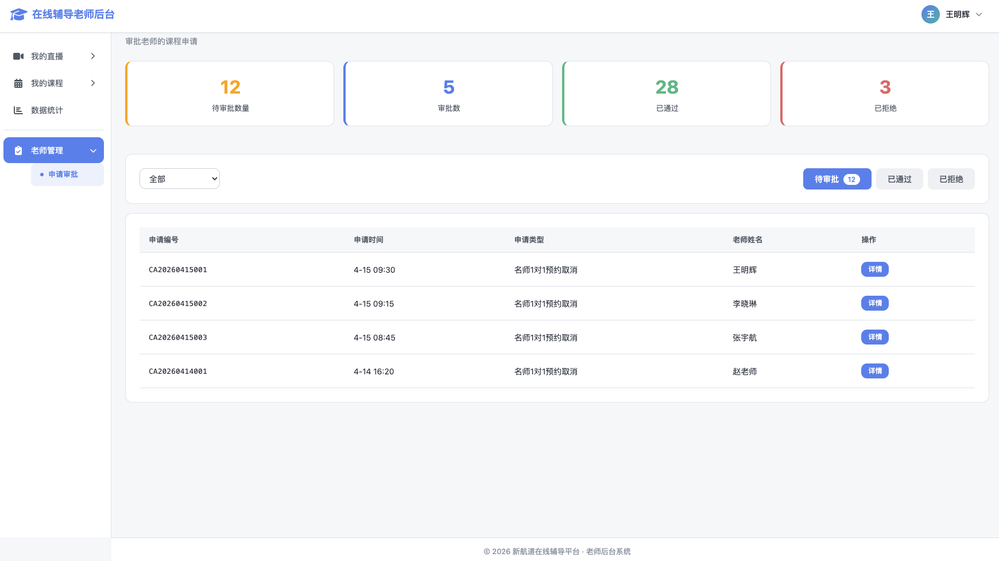 在线辅导老师后台
王 王明辉
我的直播
我的课程
数据统计
老师管理
申请审批
审批老师的课程申请
12
待审批数量
5
审批数
28
已通过
3
已拒绝
全部
待审批 12 已通过 已拒绝
申请编号 申请时间 申请类型 老师姓名 操作
CA20260415001 4-15 09:30 名师1对1预约取消 王明辉 详情
CA20260415002 4-15 09:15 名师1对1预约取消 李晓琳 详情
CA20260415003 4-15 08:45 名师1对1预约取消 张宇航 详情
CA20260414001 4-14 16:20 名师1对1预约取消 赵老师 详情
© 2026 新航道在线辅导平台 · 老师后台系统